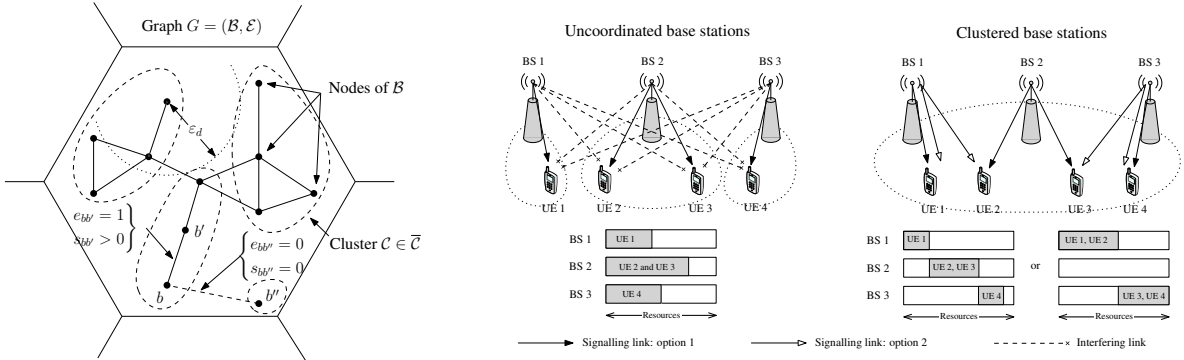 Graph G = (ℬ, ℰ)
Nodes of ℬ
ε_d
e_bb′ = 1
s_bb′ > 0
b′
e_bb″ = 0
s_bb″ = 0
Cluster 𝒞 ∈ 𝒞̅
b
b″
Uncoordinated base stations
BS 1
BS 2
BS 3
UE 1
UE 2
UE 3
UE 4
BS 1
UE 1
BS 2
UE 2 and UE 3
BS 3
UE 4
Resources
Clustered base stations
BS 1
BS 2
BS 3
UE 1
UE 2
UE 3
UE 4
BS 1
UE 1
UE 1, UE 2
BS 2
UE 2, UE 3
or
BS 3
UE 4
UE 3, UE 4
Resources
Resources
Signalling link: option 1
Signalling link: option 2
Interfering link